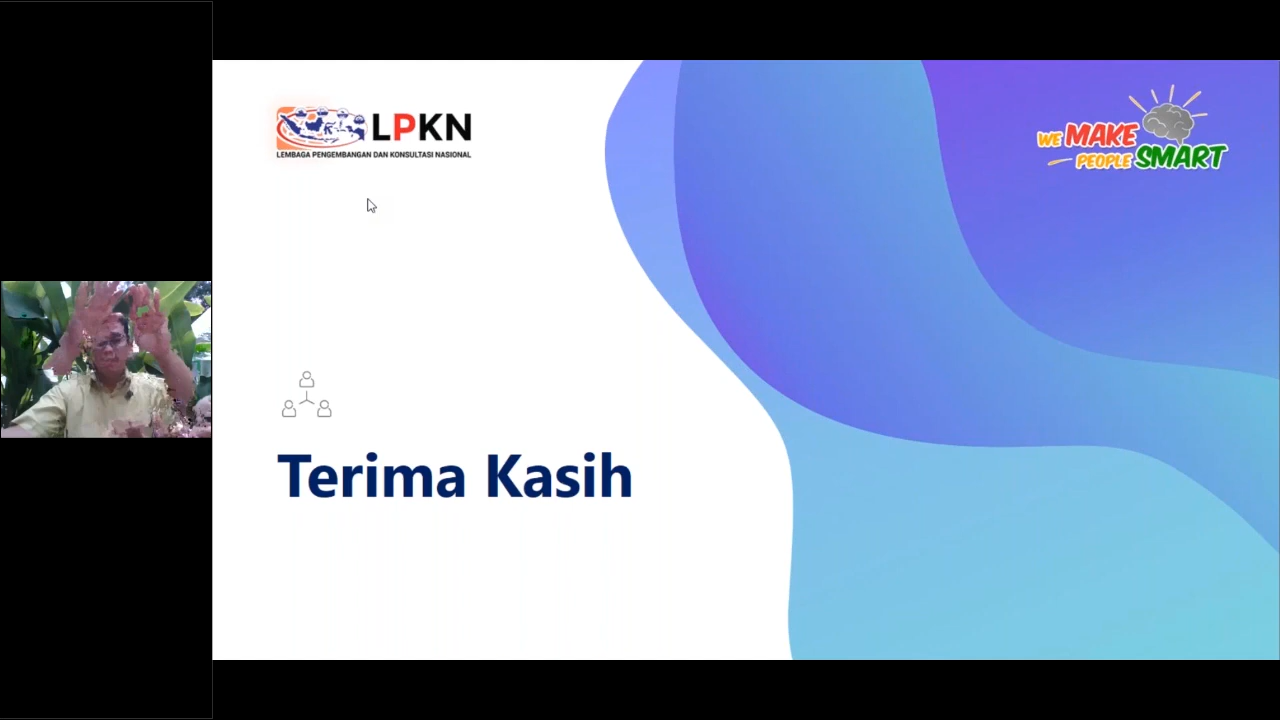 LPKN
LEMBAGA PENGEMBANGAN DAN KONSULTASI NASIONAL
WE MAKE
PEOPLE SMART
Terima Kasih